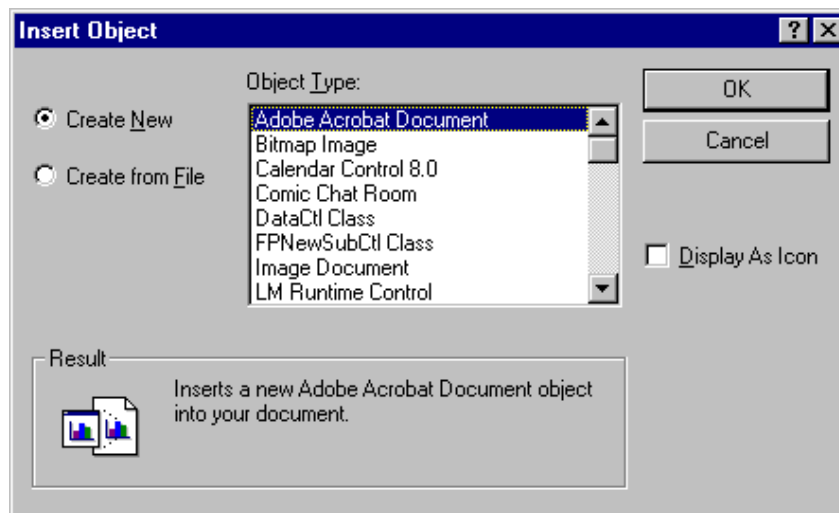 Insert Object
Object Type:
Create New
Create from File
Adobe Acrobat Document
Bitmap Image
Calendar Control 8.0
Comic Chat Room
DataCtl Class
FPNewSubCtl Class
Image Document
LM Runtime Control
OK
Cancel
Display As Icon
Result
Inserts a new Adobe Acrobat Document object
into your document.